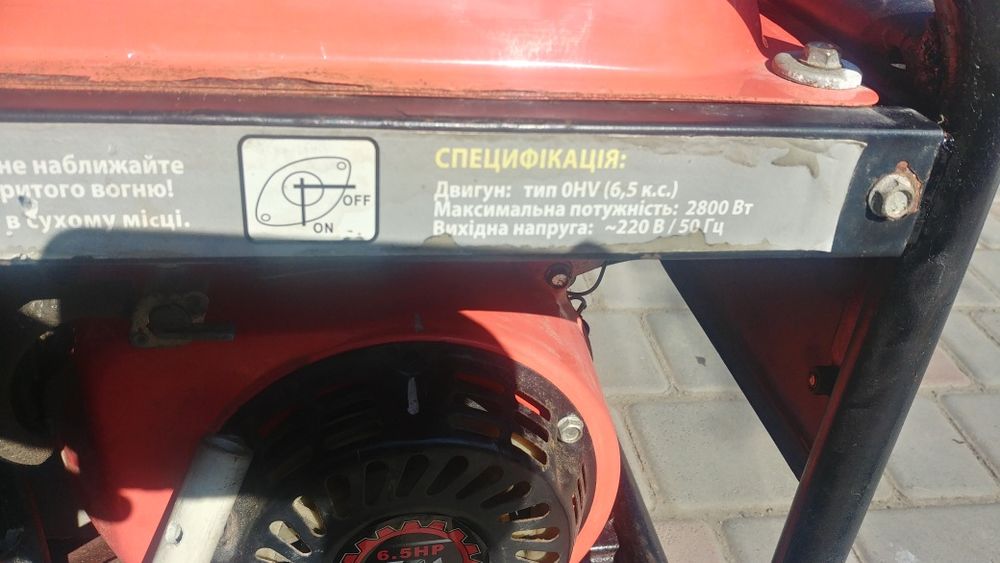 не наближайте
ритого вогню!
в сухому місці.
OFF
ON
СПЕЦИФІКАЦІЯ:
Двигун: тип OHV (6,5 к.с.)
Максимальна потужність: 2800 Вт
Вихідна напруга: ~220 В / 50 Гц
6.5HP